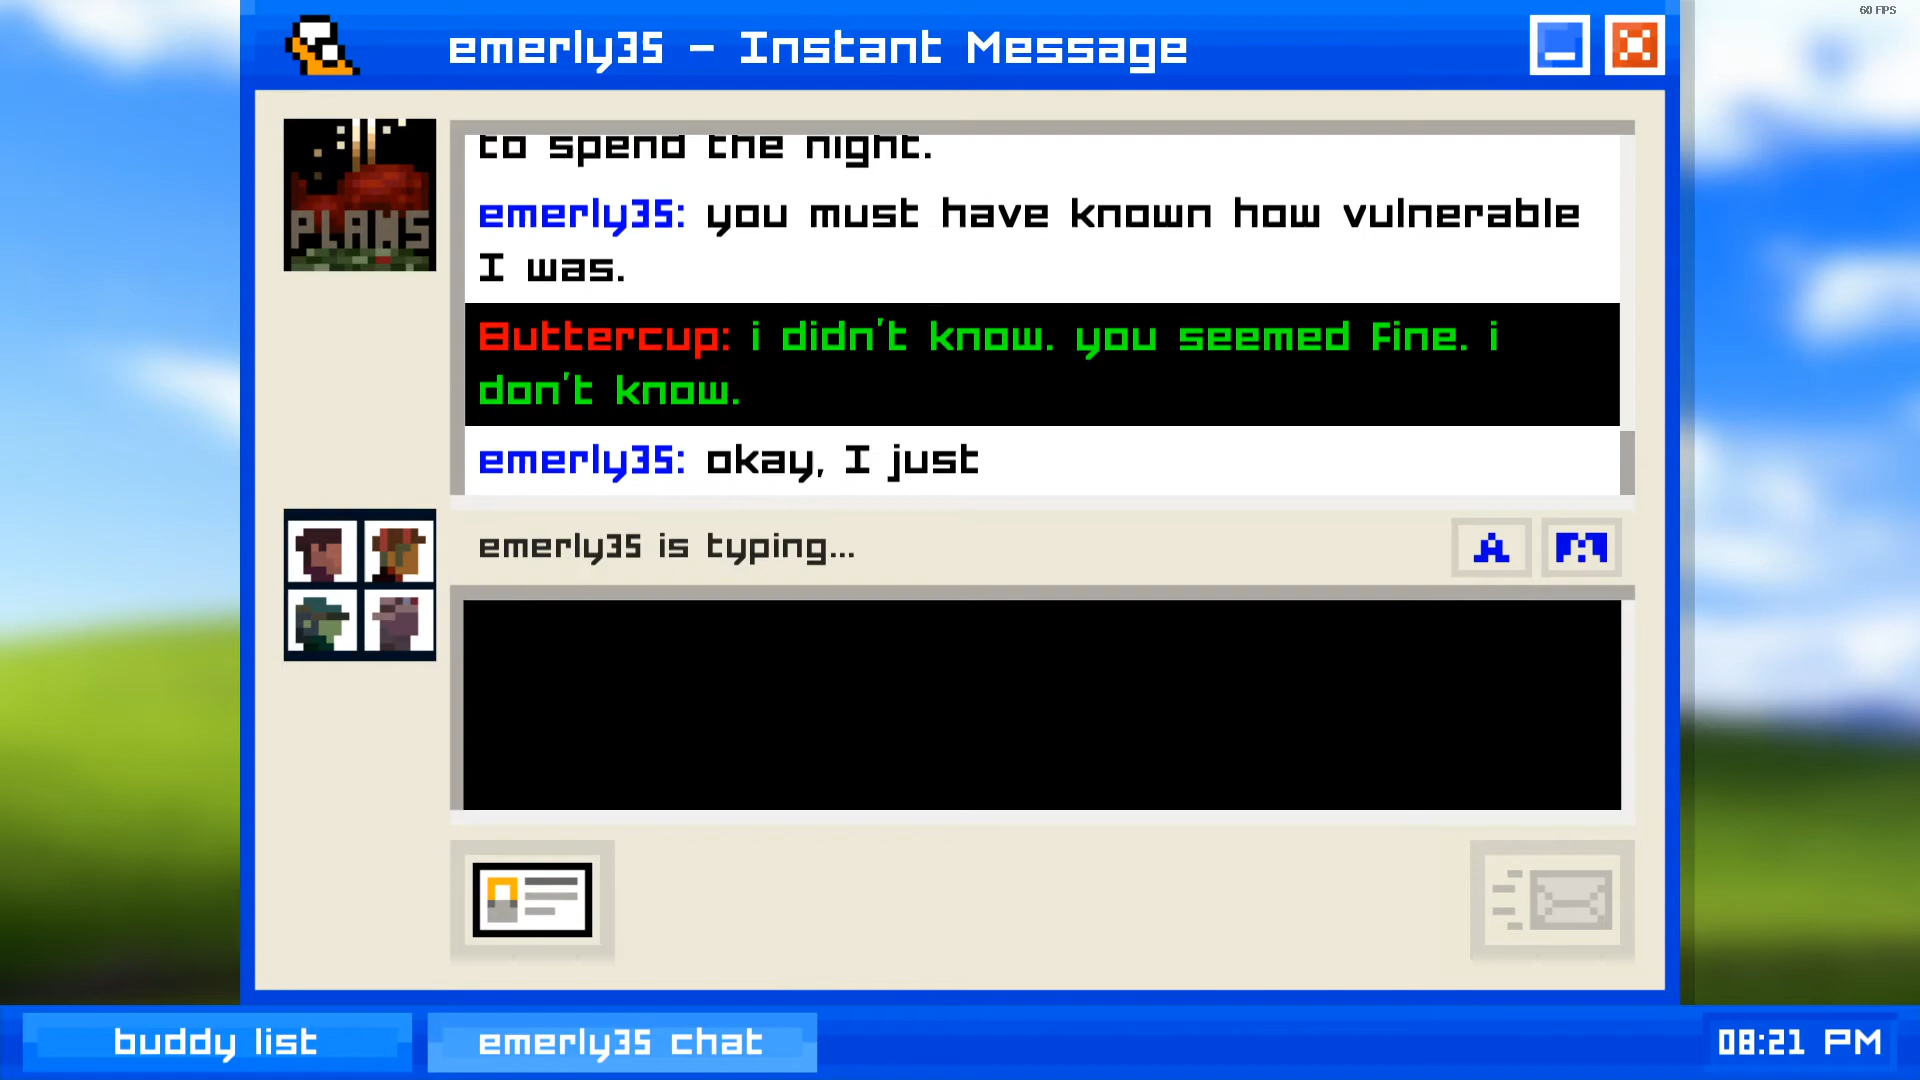 60 FPS
emerly35 - Instant Message
to spend the night.
emerly35: you must have known how vulnerable
I was.
Buttercup: i didn't know. you seemed fine. i
don't know.
emerly35: okay, I just
PLANS
emerly35 is typing...
A
buddy list
emerly35 chat
08:21 PM